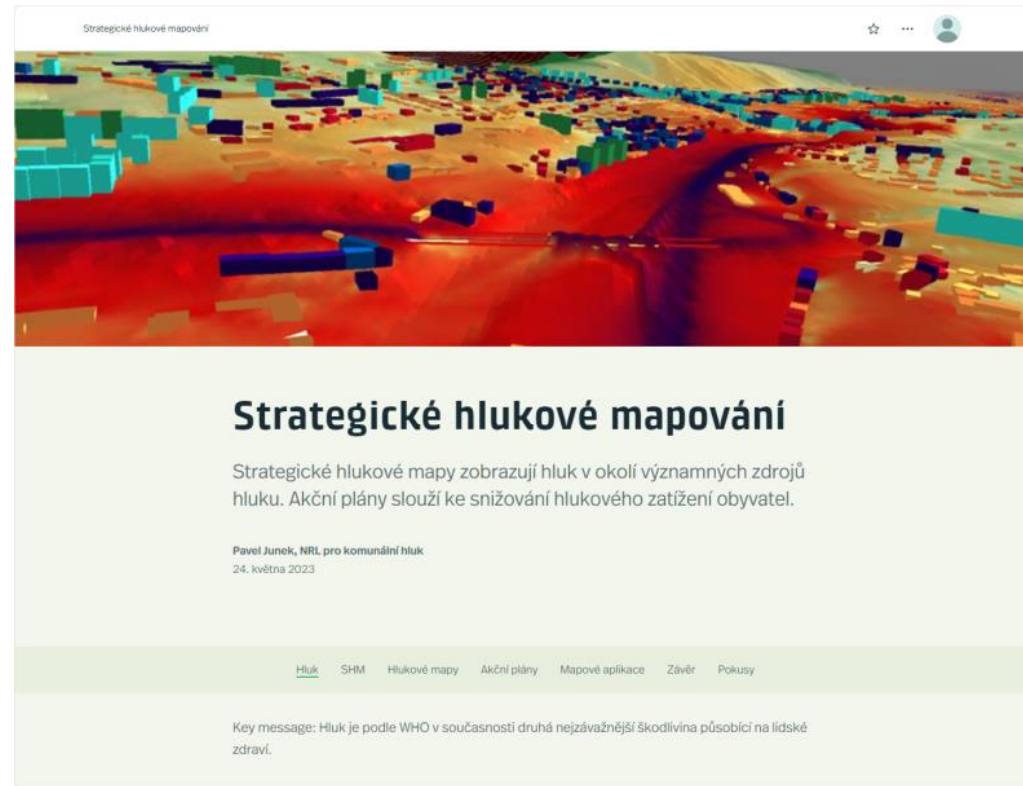 Strategické hlukové mapování
Strategické hlukové mapování
Strategické hlukové mapy zobrazují hluk v okolí významných zdrojů
hluku. Akční plány slouží ke snižování hlukového zatížení obyvatel.
Pavel Junek, NRL pro komunální hluk
24. května 2023
Hluk SHM Hlukové mapy Akční plány Mapové aplikace Závěr Pokusy
Key message: Hluk je podle WHO v současnosti druhá nejzávažnější škodlivina působící na lidské
zdraví.